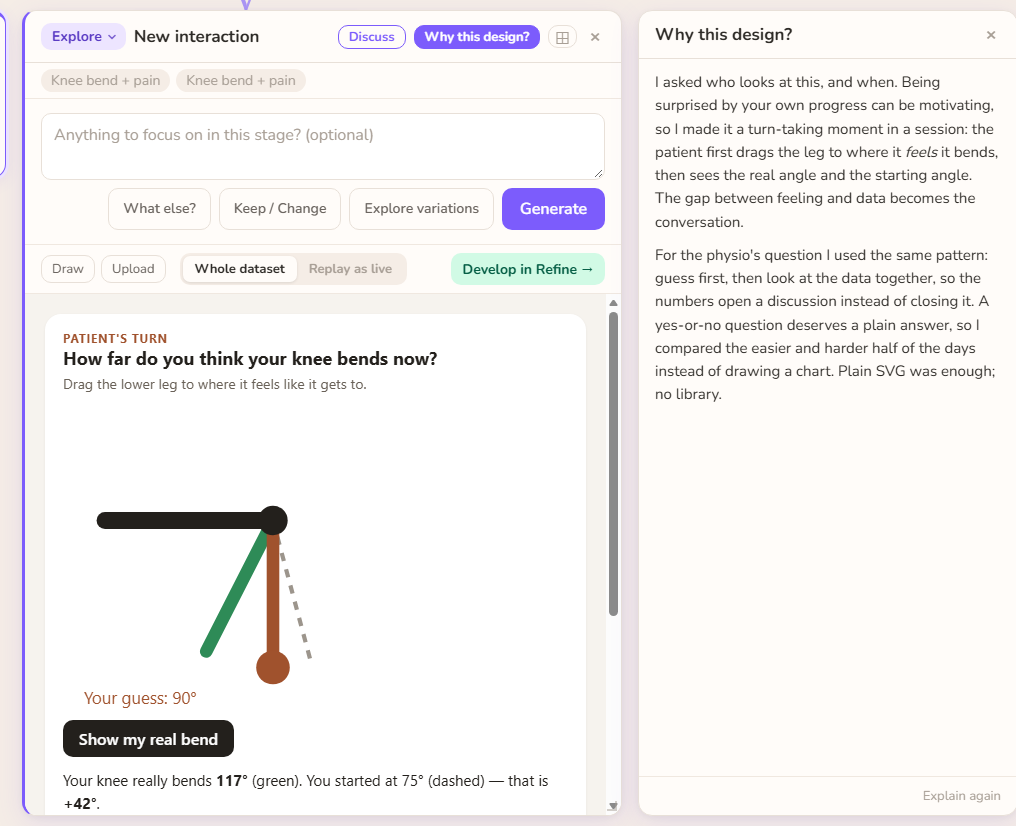 Explore New interaction Discuss Why this design?
Knee bend + pain Knee bend + pain
Anything to focus on in this stage? (optional)
What else? Keep / Change Explore variations Generate
Draw Upload Whole dataset Replay as live Develop in Refine →
PATIENT'S TURN
How far do you think your knee bends now?
Drag the lower leg to where it feels like it gets to.
Your guess: 90°
Show my real bend
Your knee really bends 117° (green). You started at 75° (dashed) — that is
+42°.
Why this design?
I asked who looks at this, and when. Being
surprised by your own progress can be motivating,
so I made it a turn-taking moment in a session: the
patient first drags the leg to where it feels it bends,
then sees the real angle and the starting angle.
The gap between feeling and data becomes the
conversation.
For the physio's question I used the same pattern:
guess first, then look at the data together, so the
numbers open a discussion instead of closing it. A
yes-or-no question deserves a plain answer, so I
compared the easier and harder half of the days
instead of drawing a chart. Plain SVG was enough;
no library.
Explain again